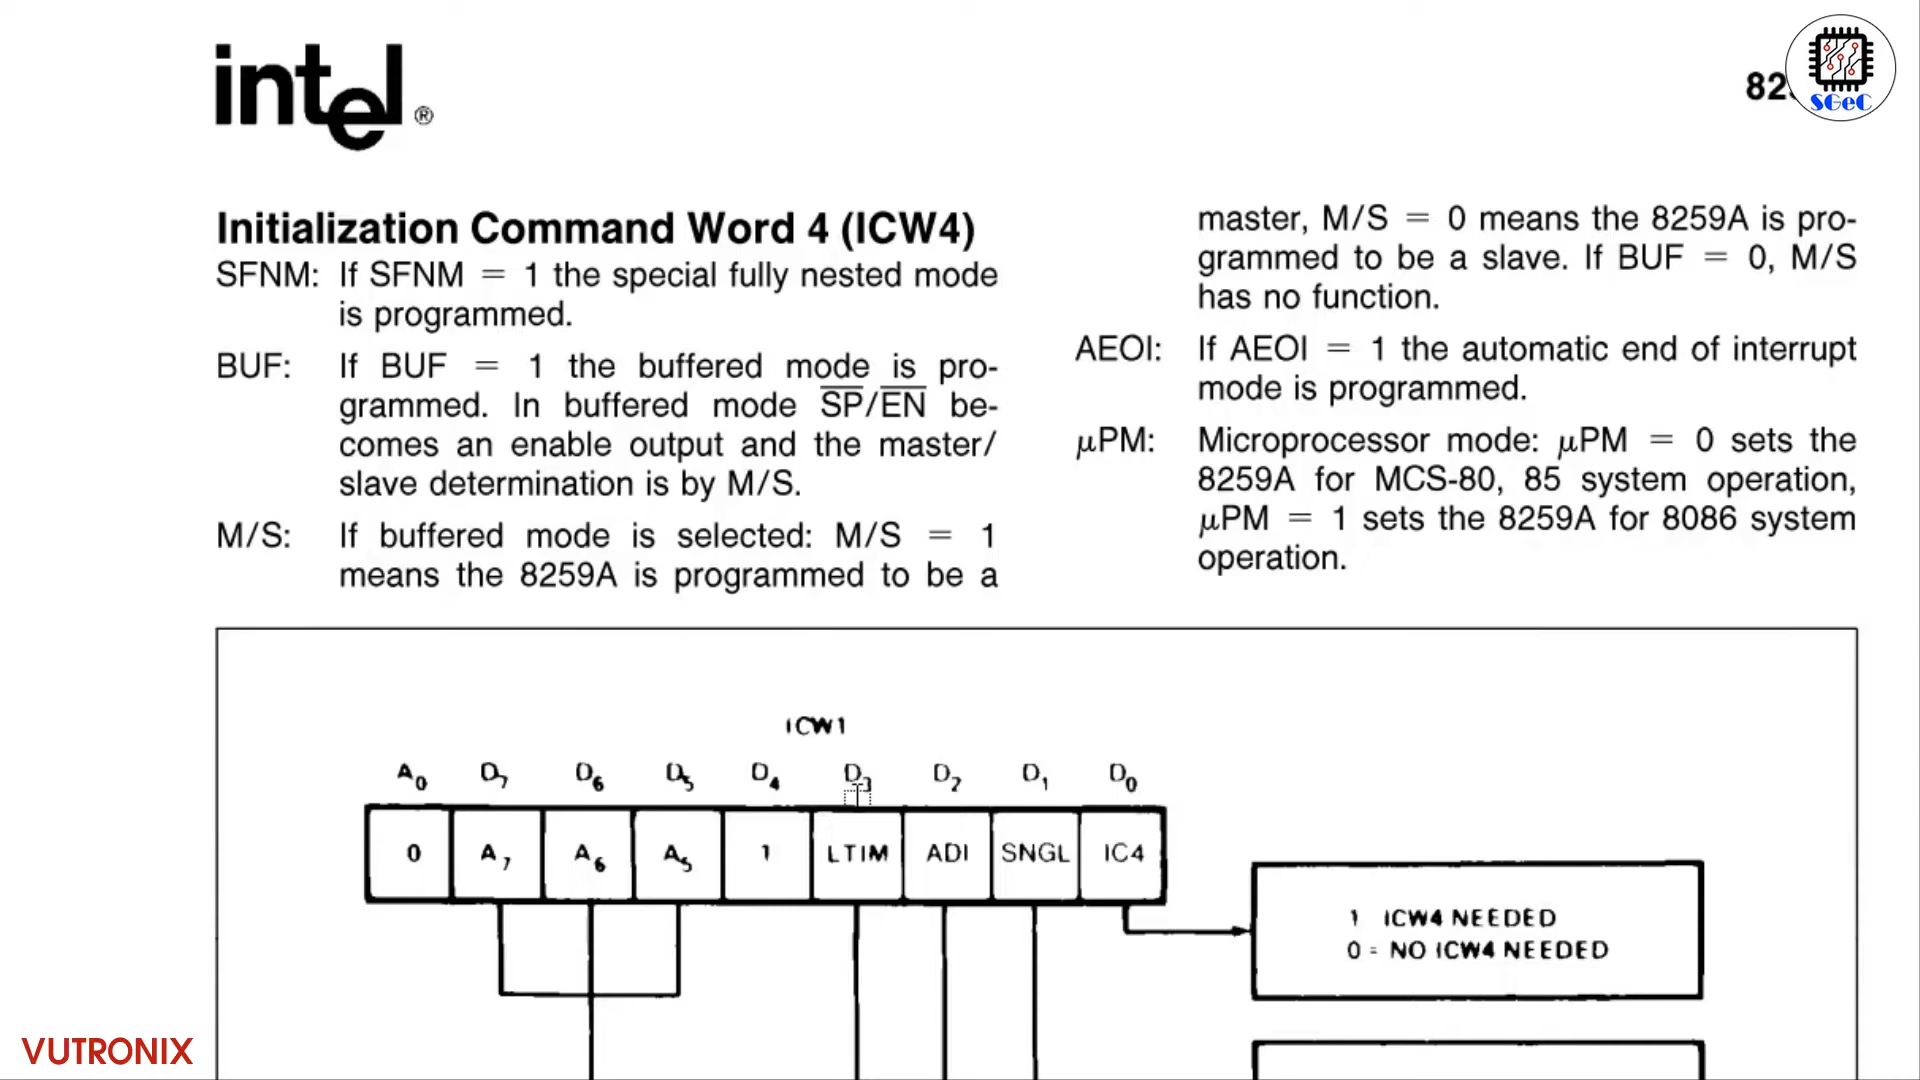 intel®
SGeC
Initialization Command Word 4 (ICW4)
SFNM: If SFNM = 1 the special fully nested mode
is programmed.
BUF: If BUF = 1 the buffered mode is pro-
grammed. In buffered mode SP/EN be-
comes an enable output and the master/
slave determination is by M/S.
M/S: If buffered mode is selected: M/S = 1
means the 8259A is programmed to be a
master, M/S = 0 means the 8259A is pro-
grammed to be a slave. If BUF = 0, M/S
has no function.
AEOI: If AEOI = 1 the automatic end of interrupt
mode is programmed.
μPM: Microprocessor mode: μPM = 0 sets the
8259A for MCS-80, 85 system operation,
μPM = 1 sets the 8259A for 8086 system
operation.
ICW1
A0 D7 D6 D5 D4 D3 D2 D1 D0
0 A7 A6 A5 1 LTIM ADI SNGL IC4
1 ICW4 NEEDED
0 = NO ICW4 NEEDED
VUTRONIX